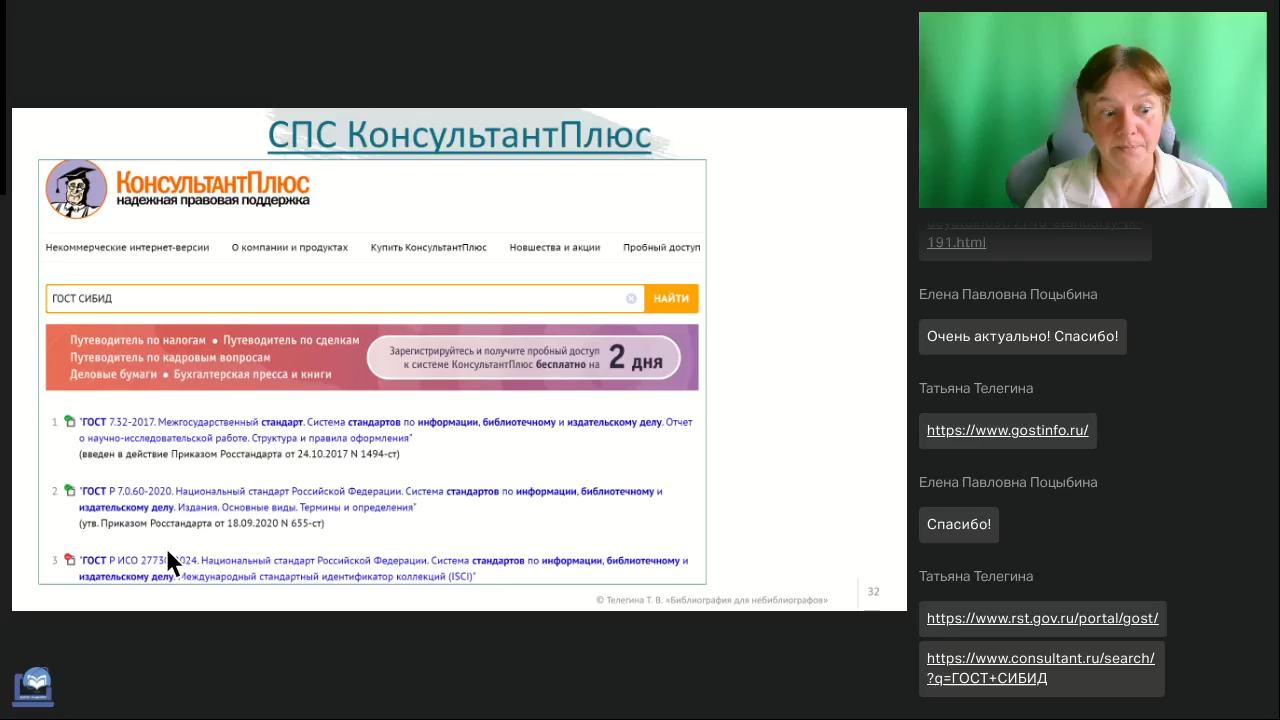 СПС КонсультантПлюс
КонсультантПлюс
надежная правовая поддержка
Некоммерческие интернет-версии О компании и продуктах Купить КонсультантПлюс Новшества и акции Пробный доступ
ГОСТ СИБИД
НАЙТИ
Путеводитель по налогам ● Путеводитель по сделкам
Путеводитель по кадровым вопросам
Деловые бумаги ● Бухгалтерская пресса и книги
Зарегистрируйтесь и получите пробный доступ
к системе КонсультантПлюс бесплатно на
2 дня
1 "ГОСТ 7.32-2017. Межгосударственный стандарт. Система стандартов по информации, библиотечному и издательскому делу. Отчет
о научно-исследовательской работе. Структура и правила оформления"
(введен в действие Приказом Росстандарта от 24.10.2017 N 1494-ст)
2 "ГОСТ Р 7.0.60-2020. Национальный стандарт Российской Федерации. Система стандартов по информации, библиотечному и
издательскому делу. Издания. Основные виды. Термины и определения"
(утв. Приказом Росстандарта от 18.09.2020 N 655-ст)
3 "ГОСТ Р ИСО Национальный стандарт Российской Федерации. Система стандартов по информации, библиотечному и
издательскому делу. Международный стандартный идентификатор коллекций (ISCI)"
© Телегина Т. В. «Библиография для небиблиографов»
32
191.html
Елена Павловна Поцыбина
Очень актуально! Спасибо!
Татьяна Телегина
https://www.gostinfo.ru/
Елена Павловна Поцыбина
Спасибо!
Татьяна Телегина
https://www.rst.gov.ru/portal/gost/
https://www.consultant.ru/search/
?q=ГОСТ+СИБИД